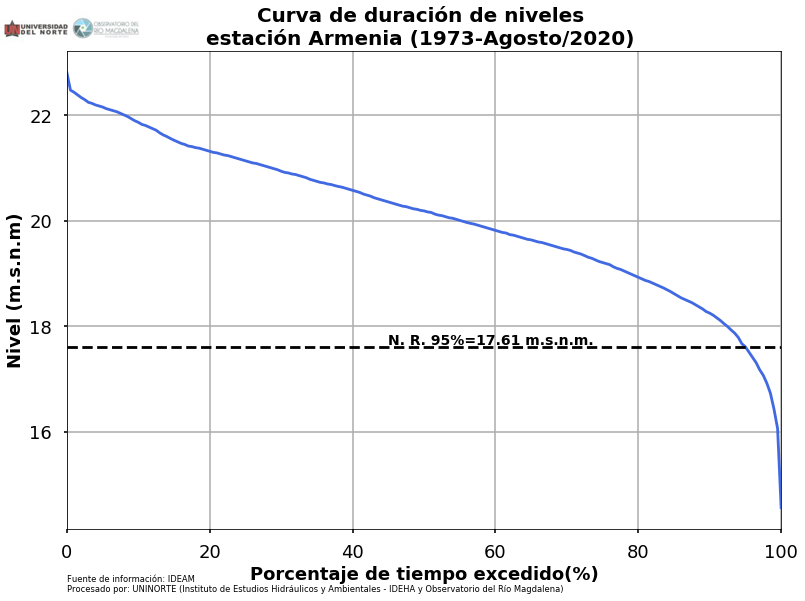 Curva de duración de niveles
estación Armenia (1973-Agosto/2020)
UNIVERSIDAD
DEL NORTE
OBSERVATORIO DEL
RÍO MAGDALENA
Nivel (m.s.n.m)
22
20
18
16
N. R. 95%=17.61 m.s.n.m.
0 20 40 60 80 100
Porcentaje de tiempo excedido(%)
Fuente de información: IDEAM
Procesado por: UNINORTE (Instituto de Estudios Hidráulicos y Ambientales - IDEHA y Observatorio del Río Magdalena)